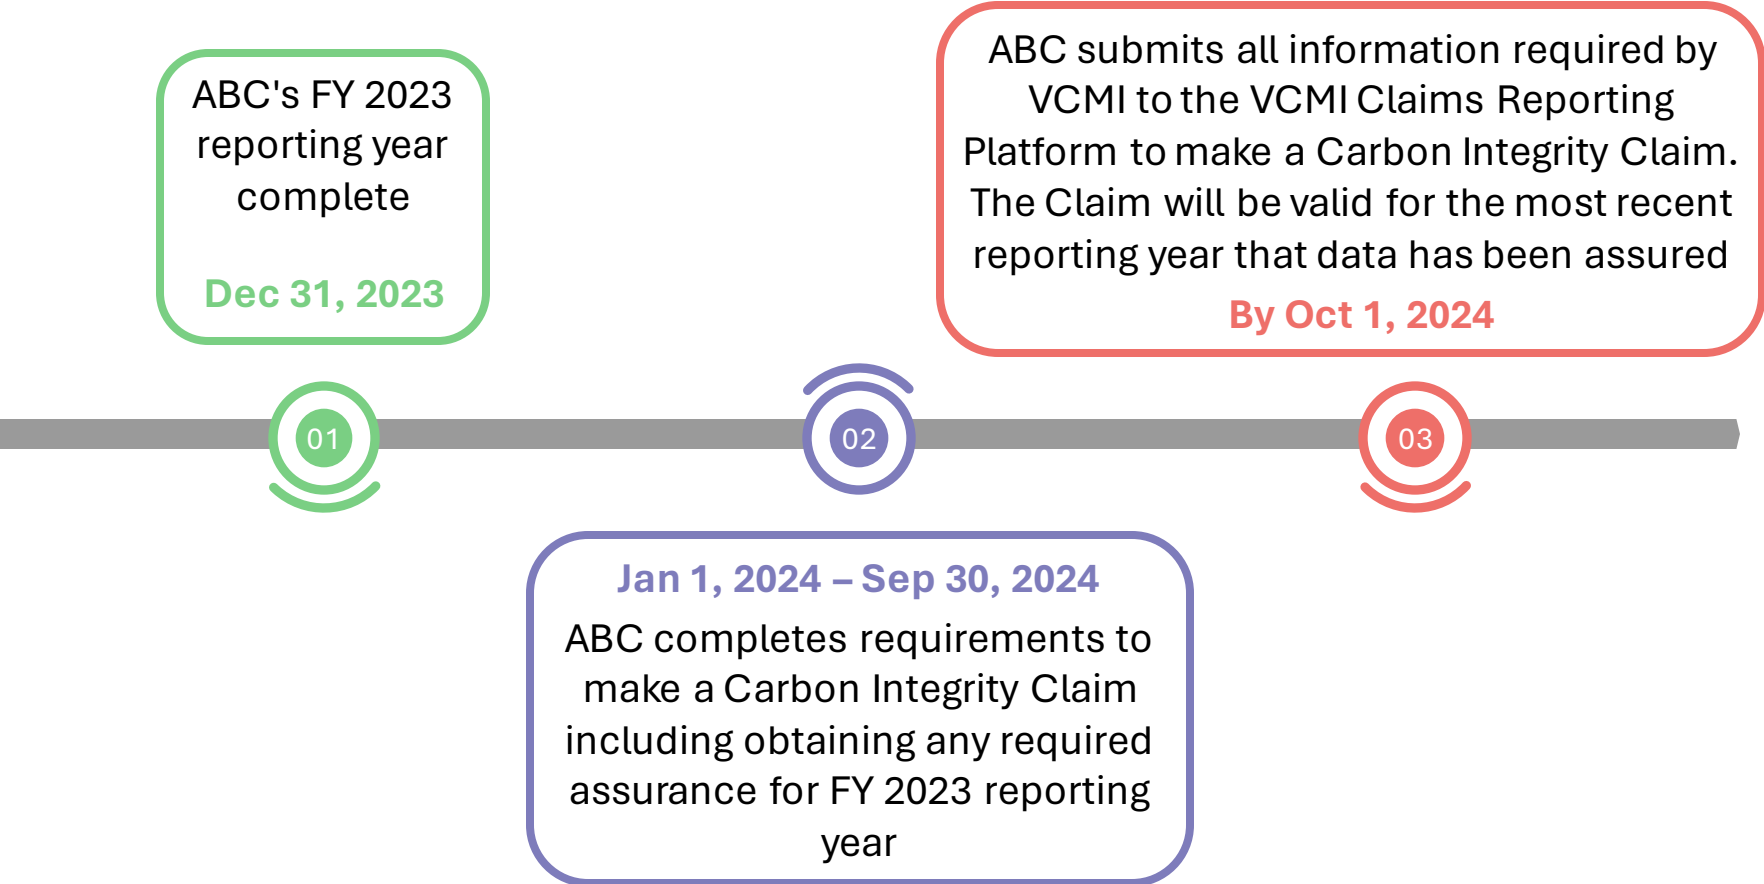 ABC's FY 2023
reporting year
complete
Dec 31, 2023
ABC submits all information required by
VCMI to the VCMI Claims Reporting
Platform to make a Carbon Integrity Claim.
The Claim will be valid for the most recent
reporting year that data has been assured
By Oct 1, 2024
01
02
03
Jan 1, 2024 – Sep 30, 2024
ABC completes requirements to
make a Carbon Integrity Claim
including obtaining any required
assurance for FY 2023 reporting
year